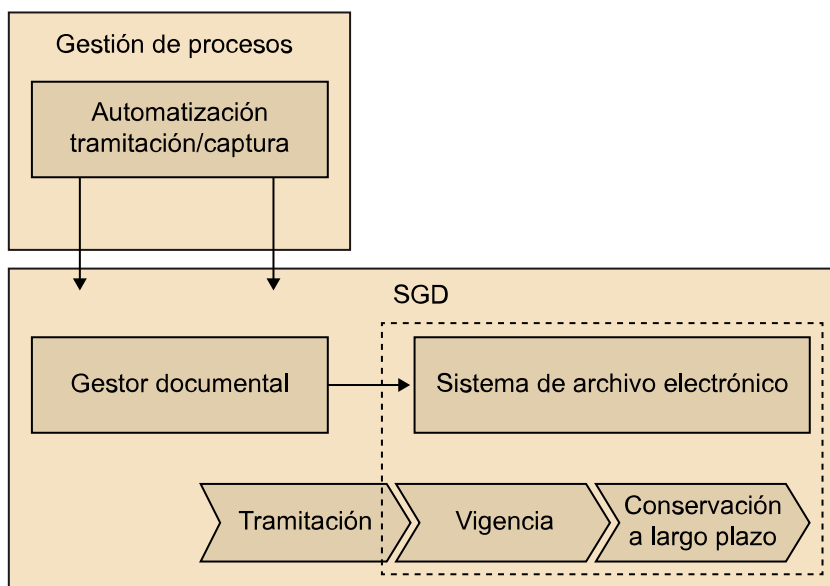 Gestión de procesos
Automatización
tramitación/captura
SGD
Gestor documental
Sistema de archivo electrónico
Tramitación
Vigencia
Conservación
a largo plazo